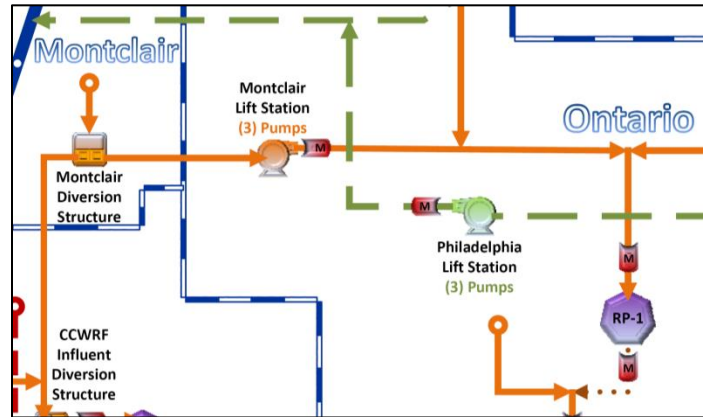 Montclair
Montclair
Lift Station
(3) Pumps
M
Ontario
Montclair
Diversion
Structure
M
Philadelphia
Lift Station
(3) Pumps
M
RP-1
M
CCWRF
Influent
Diversion
Structure